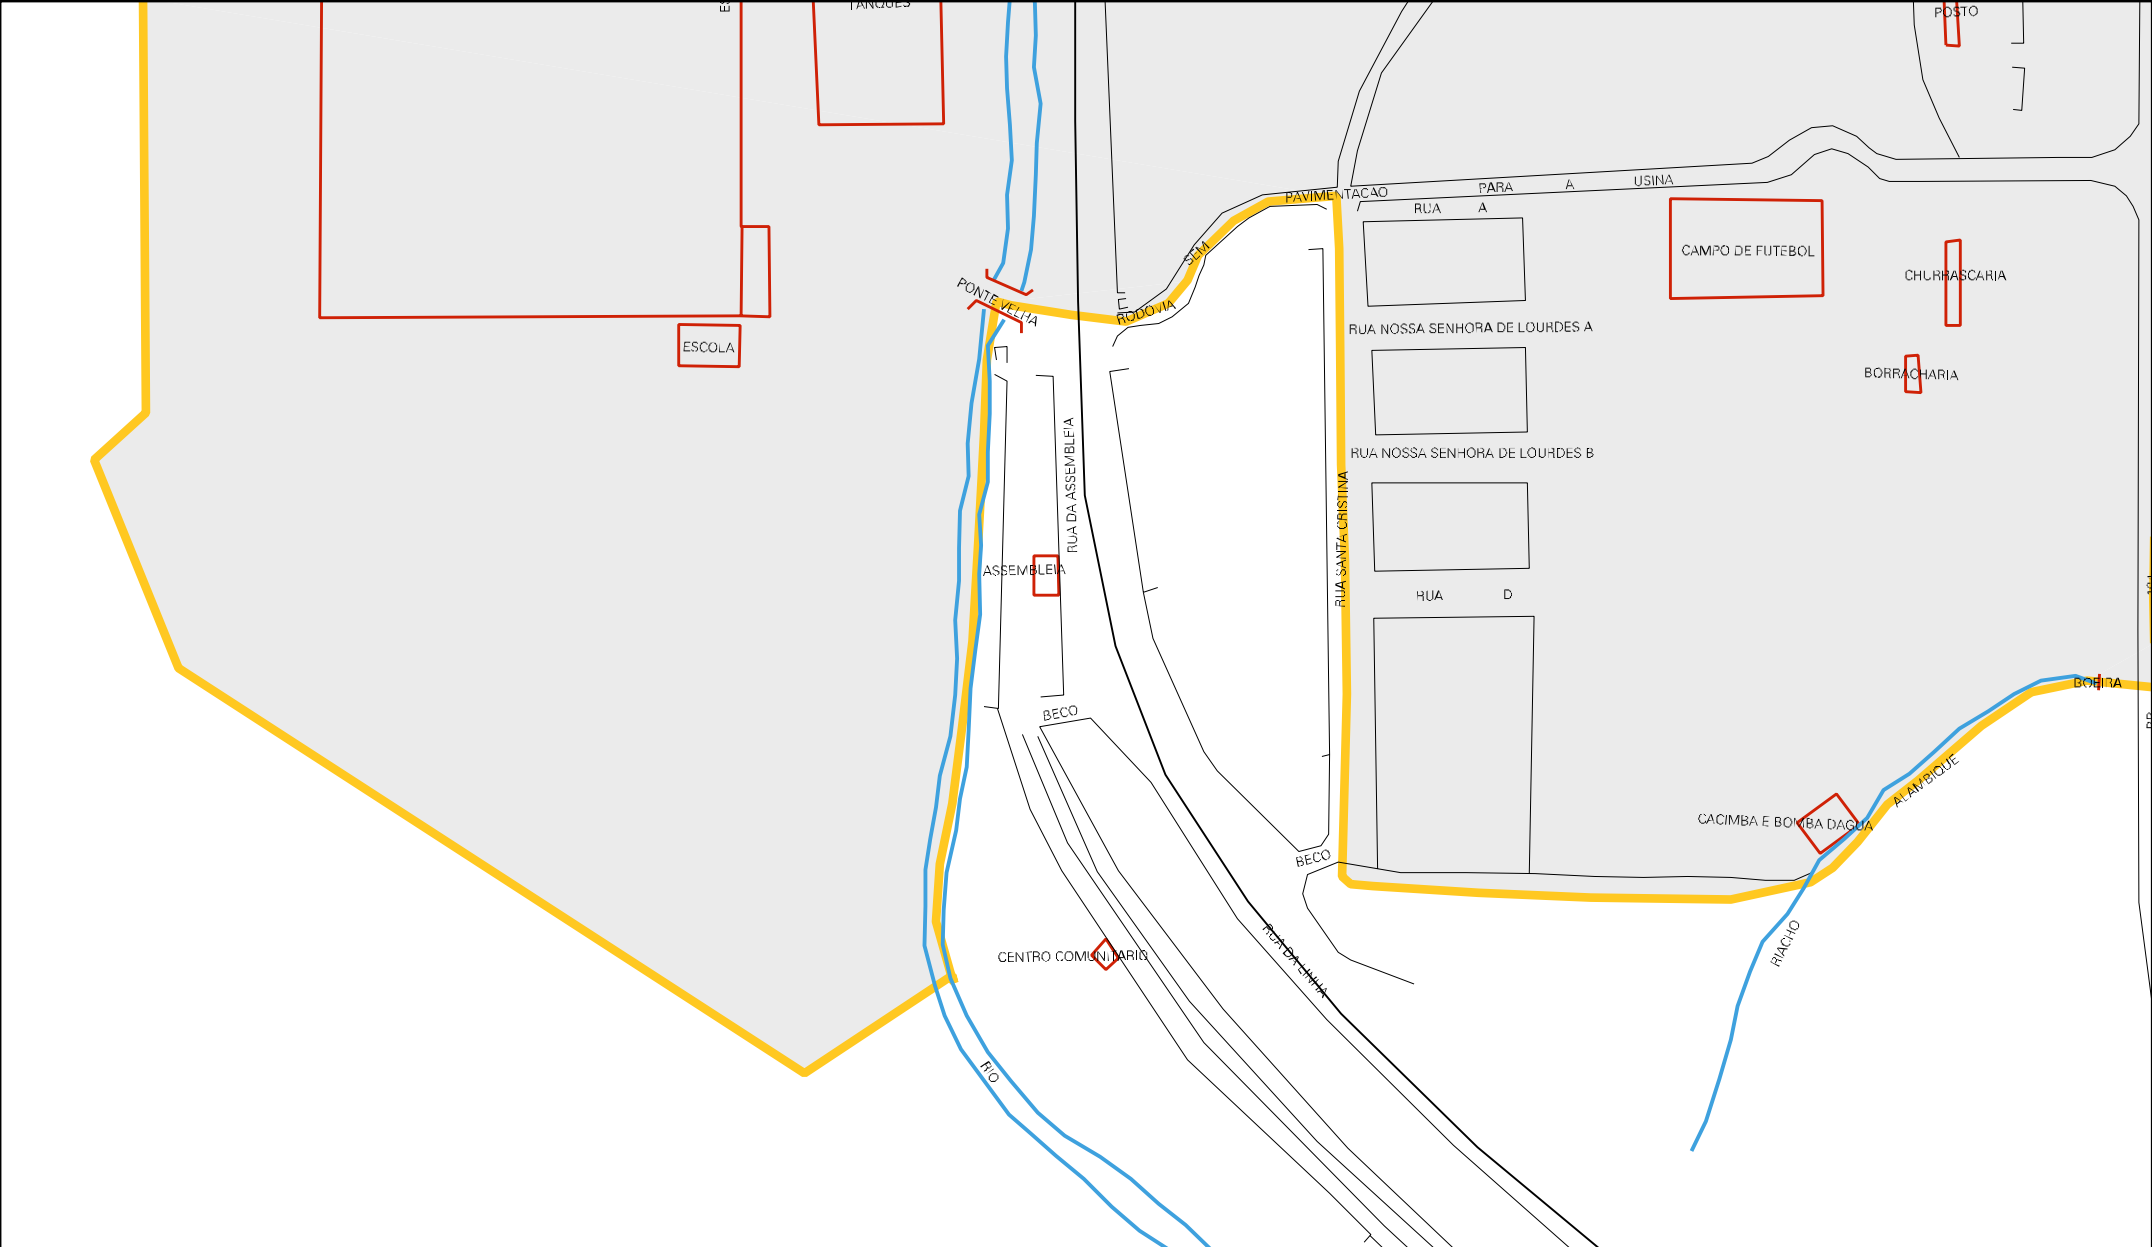 TANQUES
POSTO
PAVIMENTACAO
PARA A USINA
RUA A
SEM
CAMPO DE FUTEBOL
CHURRASCARIA
PONTE VELHA
RODOVIA
RUA NOSSA SENHORA DE LOURDES A
ESCOLA
BORRACHARIA
RUA NOSSA SENHORA DE LOURDES B
RUA DA ASSEMBLEIA
RUA SANTA CRISTINA
ASSEMBLEIA
RUA D
BOEIRA
BECO
ALAMBIQUE
CACIMBA E BOMBA DAGUA
BECO
RIACHO
CENTRO COMUNITARIO
RUA DA LINHA
RIO